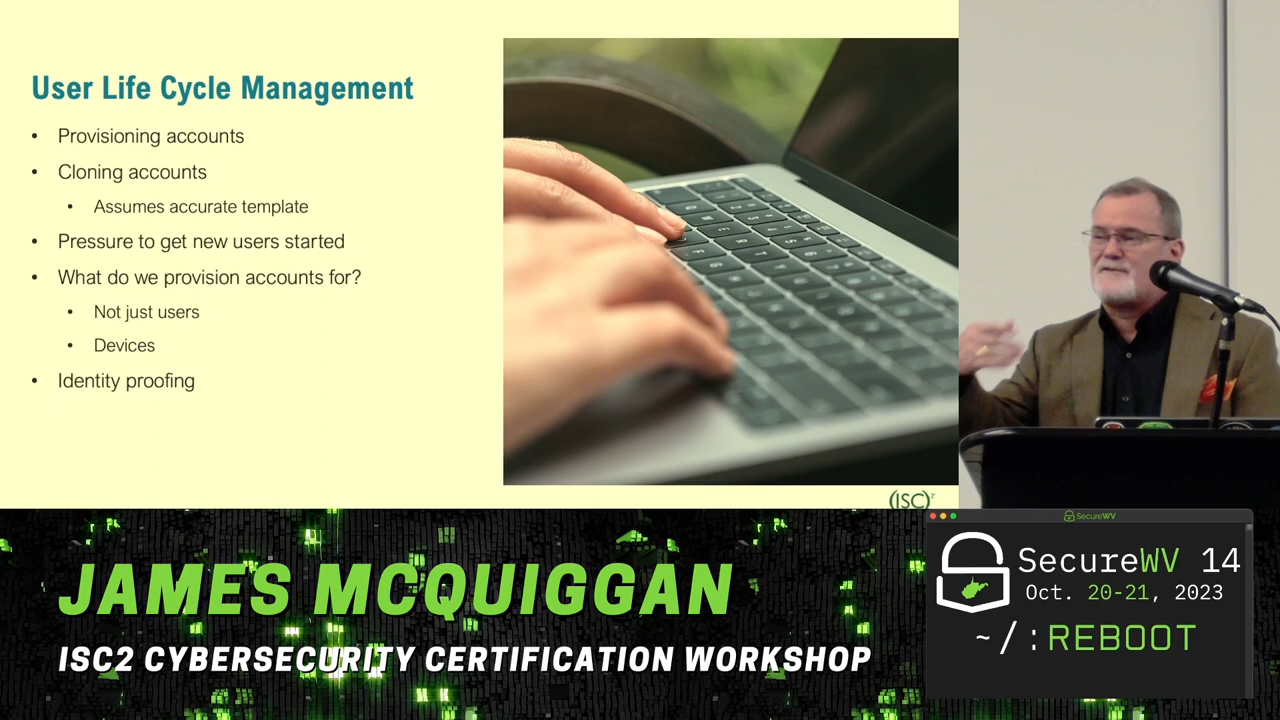 User Life Cycle Management
• Provisioning accounts
• Cloning accounts
• Assumes accurate template
• Pressure to get new users started
• What do we provision accounts for?
• Not just users
• Devices
• Identity proofing
(ISC)²
JAMES MCQUIGGAN
ISC2 CYBERSECURITY CERTIFICATION WORKSHOP
SecureWV
SecureWV 14
Oct. 20-21, 2023
~/:REBOOT